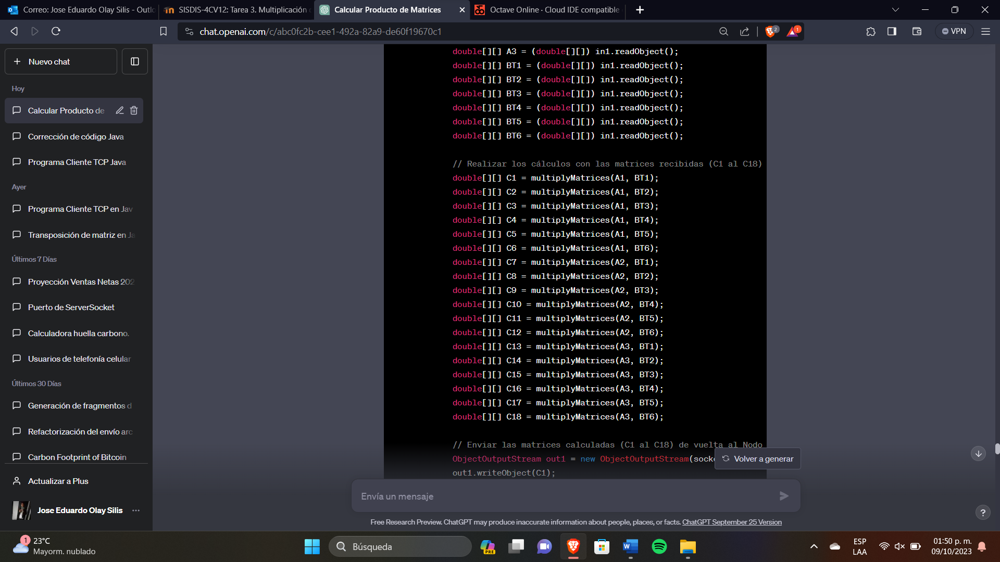 Correo: Jose Eduardo Olay Silis - Outlo
SISDIS-4CV12: Tarea 3. Multiplicación
Calcular Producto de Matrices
Octave Online · Cloud IDE compatible
chat.openai.com/c/abc0fc2b-cee1-492a-82a9-de60f19670c1
2
1
VPN
Nuevo chat
Hoy
Calcular Producto de
Corrección de código Java
Programa Cliente TCP Java
Ayer
Programa Cliente TCP en Jav
Transposición de matriz en Ja
Últimos 7 Días
Proyección Ventas Netas 202
Puerto de ServerSocket
Calculadora huella carbono.
Usuarios de telefonía celular
Últimos 30 Días
Generación de fragmentos d
Refactorización del envío arc
Carbon Footprint of Bitcoin
Actualizar a Plus
Jose Eduardo Olay Silis
double[][] A3 = (double[][]) in1.readObject();
double[][] BT1 = (double[][]) in1.readObject();
double[][] BT2 = (double[][]) in1.readObject();
double[][] BT3 = (double[][]) in1.readObject();
double[][] BT4 = (double[][]) in1.readObject();
double[][] BT5 = (double[][]) in1.readObject();
double[][] BT6 = (double[][]) in1.readObject();
// Realizar los cálculos con las matrices recibidas (C1 al C18)
double[][] C1 = multiplyMatrices(A1, BT1);
double[][] C2 = multiplyMatrices(A1, BT2);
double[][] C3 = multiplyMatrices(A1, BT3);
double[][] C4 = multiplyMatrices(A1, BT4);
double[][] C5 = multiplyMatrices(A1, BT5);
double[][] C6 = multiplyMatrices(A1, BT6);
double[][] C7 = multiplyMatrices(A2, BT1);
double[][] C8 = multiplyMatrices(A2, BT2);
double[][] C9 = multiplyMatrices(A2, BT3);
double[][] C10 = multiplyMatrices(A2, BT4);
double[][] C11 = multiplyMatrices(A2, BT5);
double[][] C12 = multiplyMatrices(A2, BT6);
double[][] C13 = multiplyMatrices(A3, BT1);
double[][] C14 = multiplyMatrices(A3, BT2);
double[][] C15 = multiplyMatrices(A3, BT3);
double[][] C16 = multiplyMatrices(A3, BT4);
double[][] C17 = multiplyMatrices(A3, BT5);
double[][] C18 = multiplyMatrices(A3, BT6);
// Enviar las matrices calculadas (C1 al C18) de vuelta al Nodo
ObjectOutputStream out1 = new ObjectOutputStream(socke
out1.writeObject(C1);
Volver a generar
Envía un mensaje
Free Research Preview. ChatGPT may produce inaccurate information about people, places, or facts. ChatGPT September 25 Version
?
1
23°C
Mayorm. nublado
Búsqueda
PRE
ESP
LAA
01:50 p. m.
09/10/2023